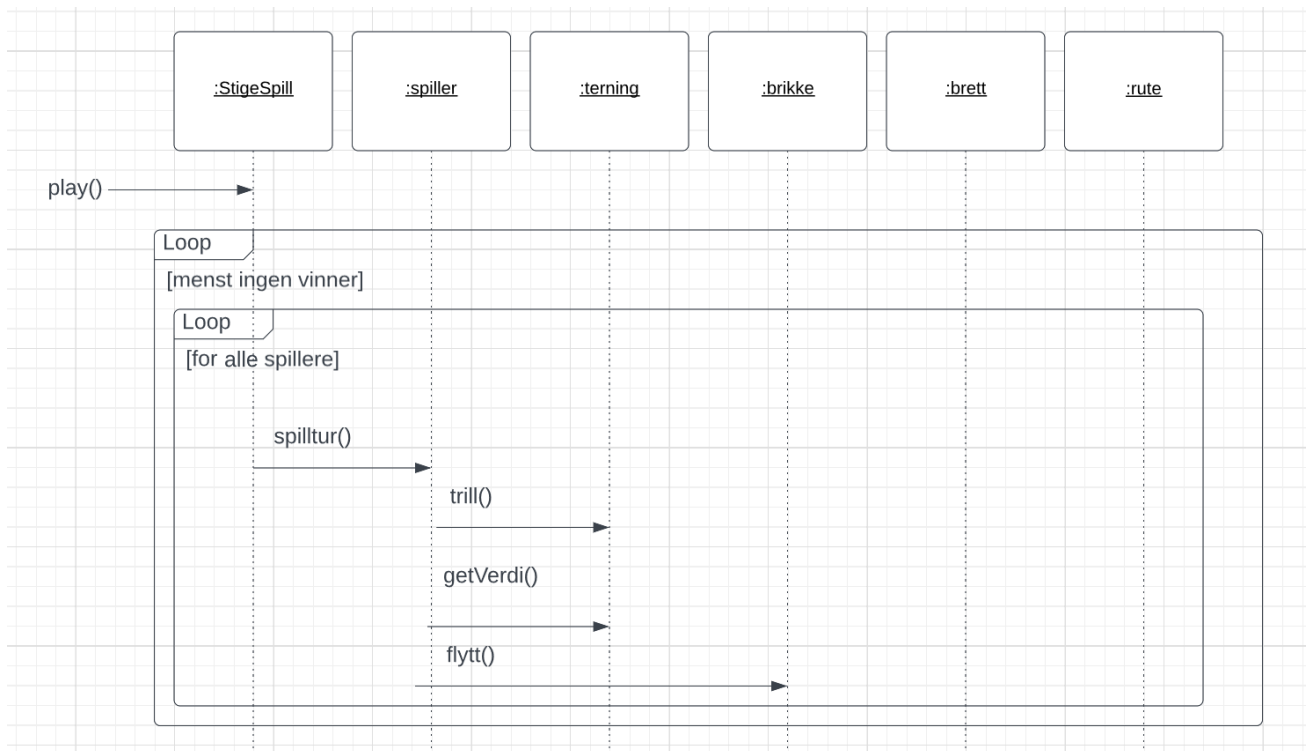 :StigeSpill
:spiller
:terning
:brikke
:brett
:rute
play()
Loop
[menst ingen vinner]
Loop
[for alle spillere]
spilltur()
trill()
getVerdi()
flytt()